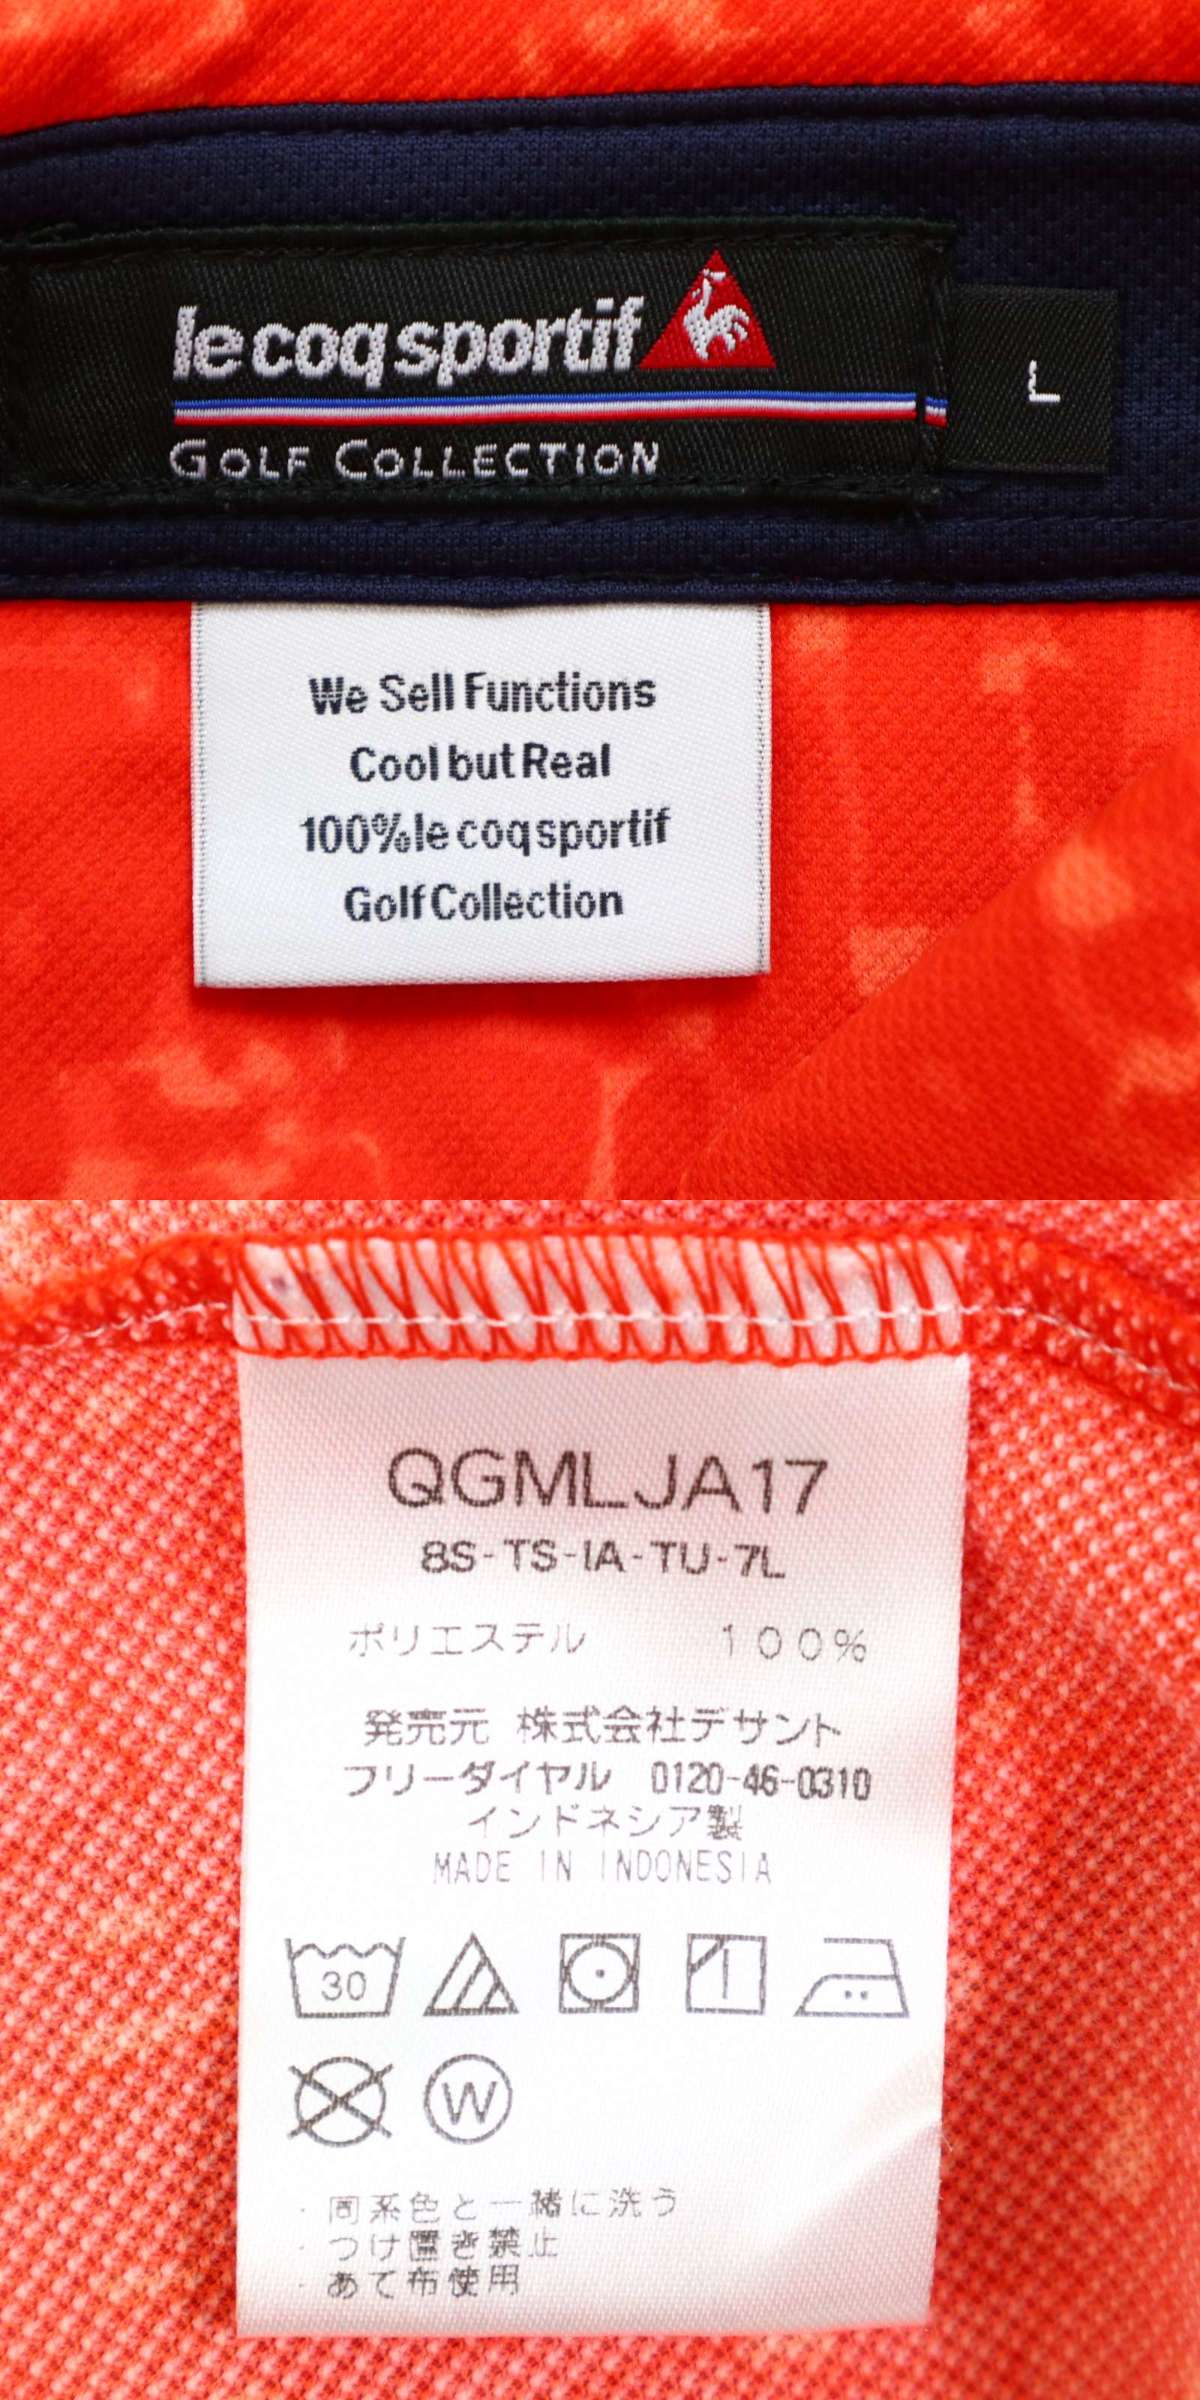 le coq sportif
GOLF COLLECTION
L
We Sell Functions
Cool but Real
100% le coq sportif
Golf Collection
QGMLJA17
8S-TS-IA-TU-7L
ポリエステル 100%
発売元 株式会社デサント
フリーダイヤル 0120-46-0310
インドネシア製
MADE IN INDONESIA
30
W
・同系色と一緒に洗う
・つけ置き禁止
・あて布使用